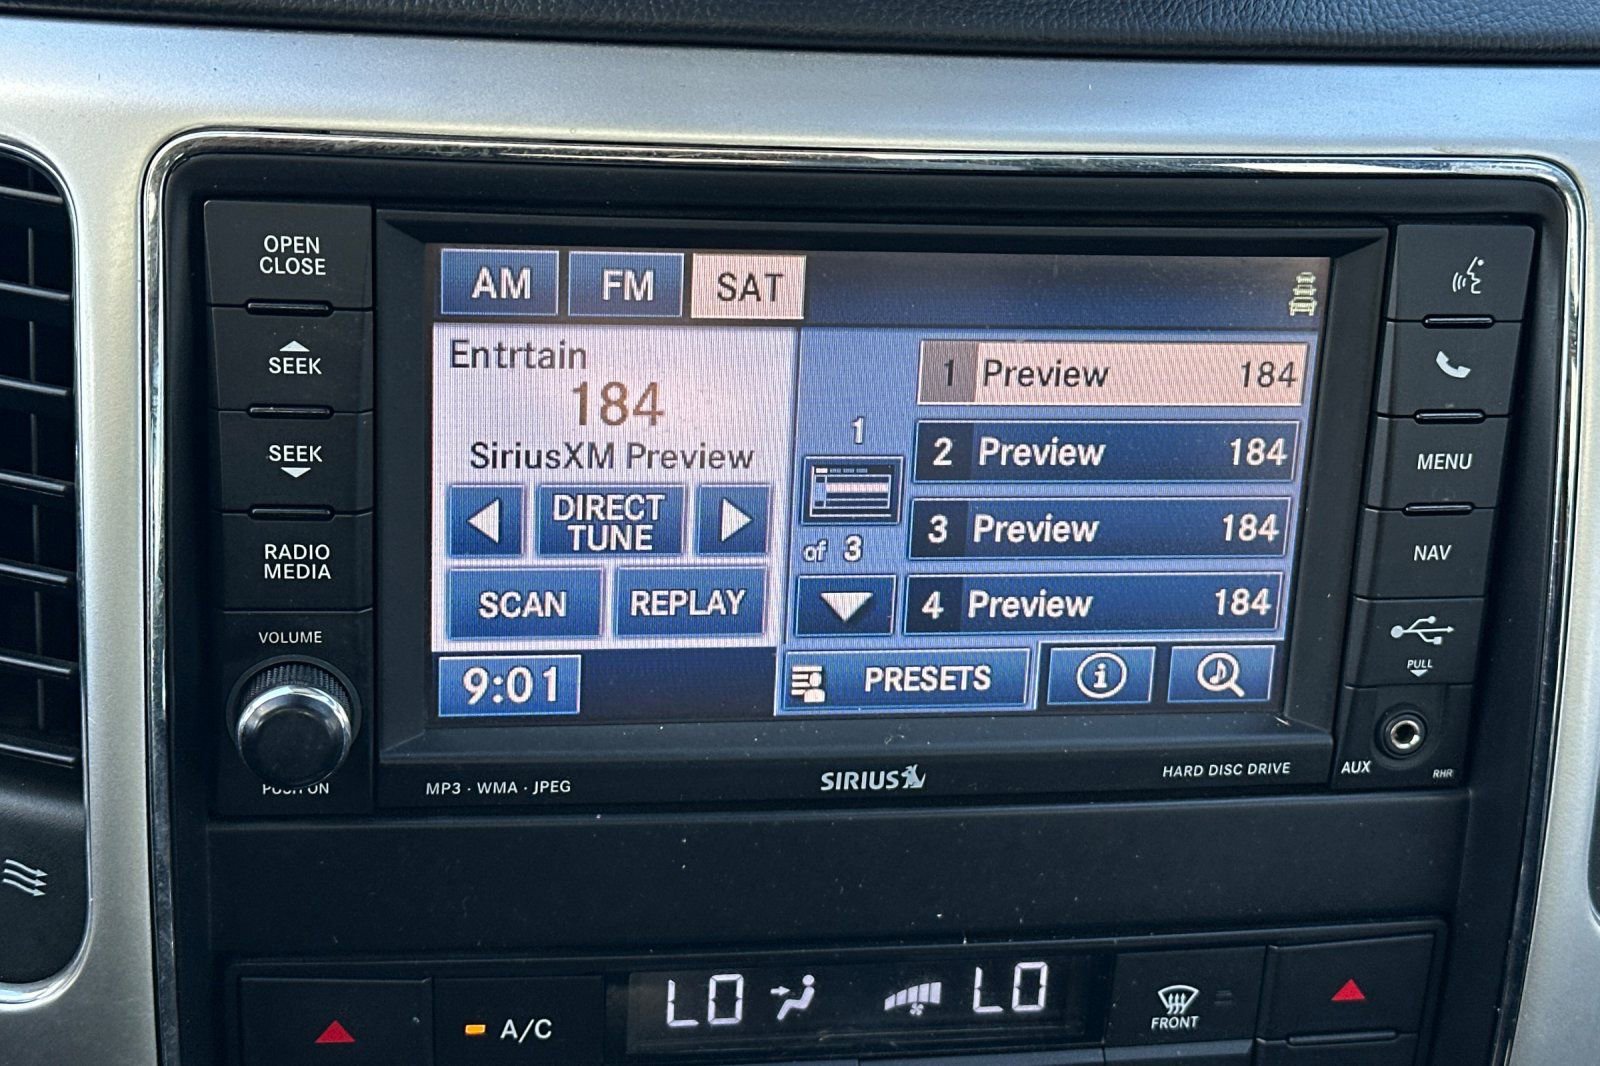 OPEN
CLOSE
SEEK
SEEK
RADIO
MEDIA
VOLUME
PUSH ON
AM FM SAT
Entrtain
184
SiriusXM Preview
DIRECT
TUNE
SCAN REPLAY
9:01
1
of 3
1 Preview 184
2 Preview 184
3 Preview 184
4 Preview 184
PRESETS
i
MENU
NAV
PULL
AUX
RHR
MP3 · WMA · JPEG
SIRIUS
HARD DISC DRIVE
A/C
LO LO
FRONT